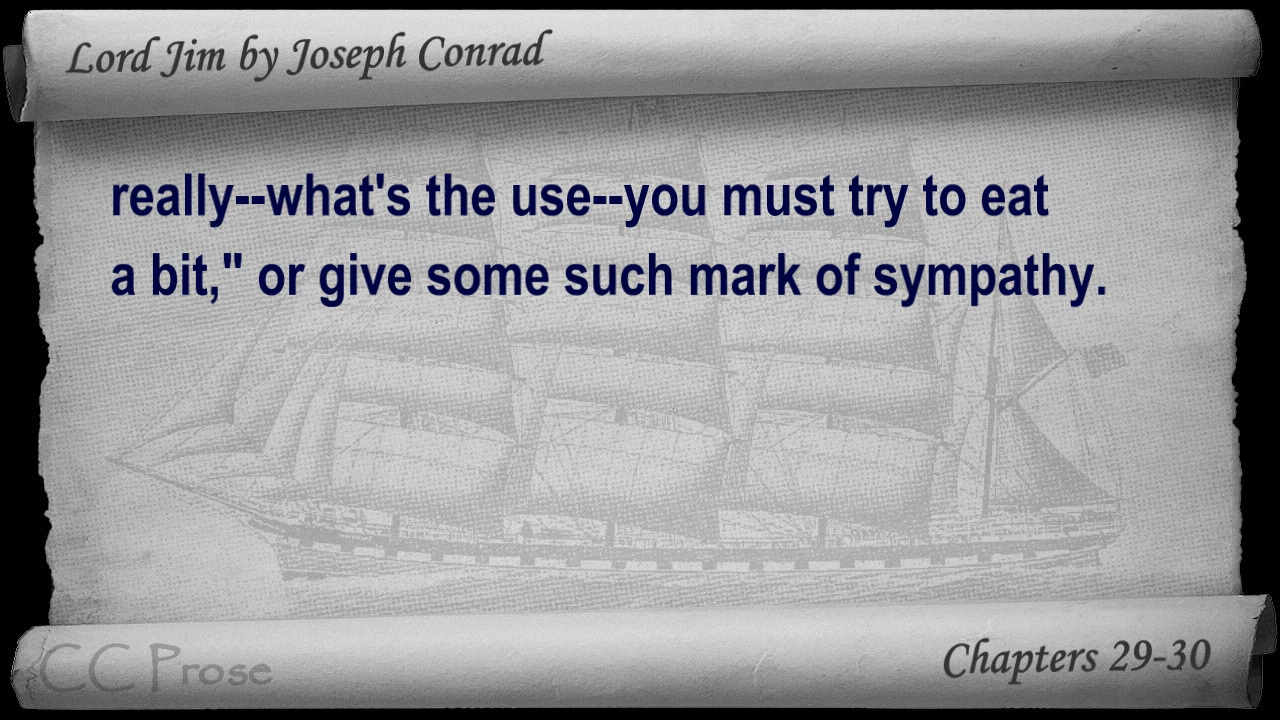 Lord Jim by Joseph Conrad
really--what's the use--you must try to eat
a bit," or give some such mark of sympathy.
CC Prose
Chapters 29-30